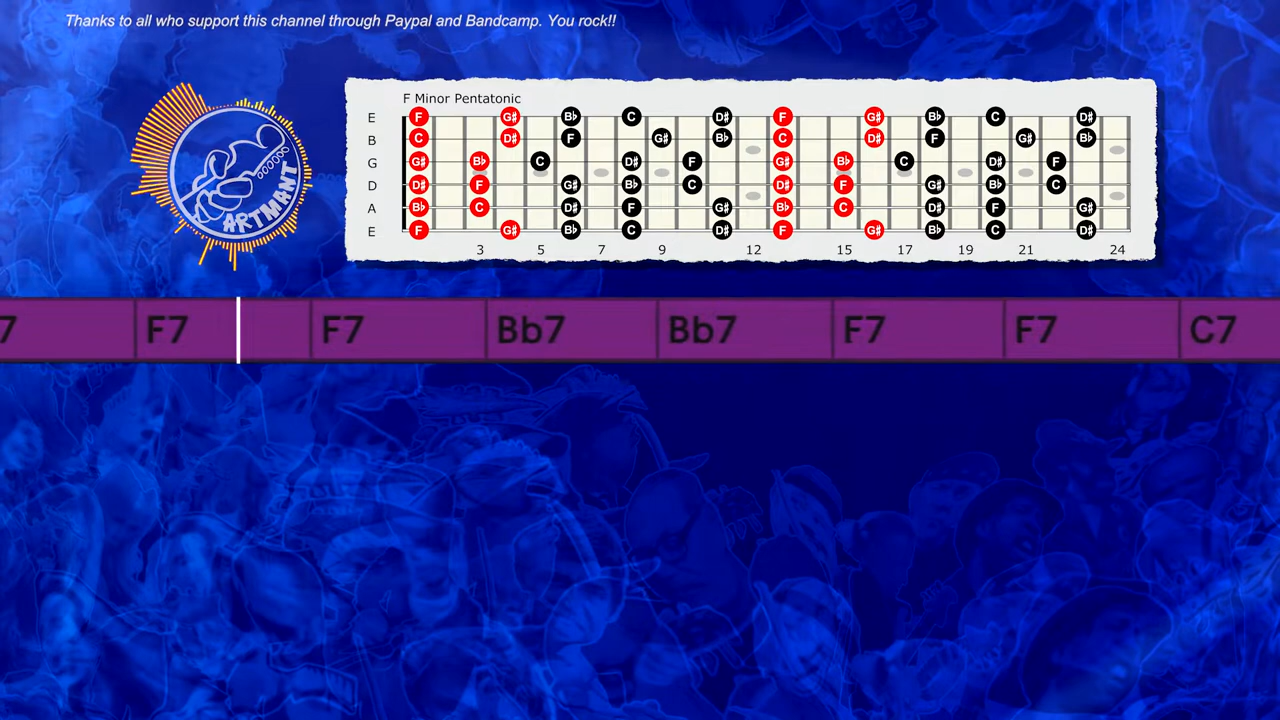 Thanks to all who support this channel through Paypal and Bandcamp. You rock!!
ARTMANT
F Minor Pentatonic
E F G♯ B♭ C D♯ F G♯ B♭ C D♯
B C D♯ F G♯ B♭ C D♯ F G♯ B♭
G G♯ B♭ C D♯ F G♯ B♭ C D♯ F
D D♯ F G♯ B♭ C D♯ F G♯ B♭ C
A B♭ C D♯ F G♯ B♭ C D♯ F G♯
E F G♯ B♭ C D♯ F G♯ B♭ C D♯
3 5 7 9 12 15 17 19 21 24
7 F7 F7 Bb7 Bb7 F7 F7 C7